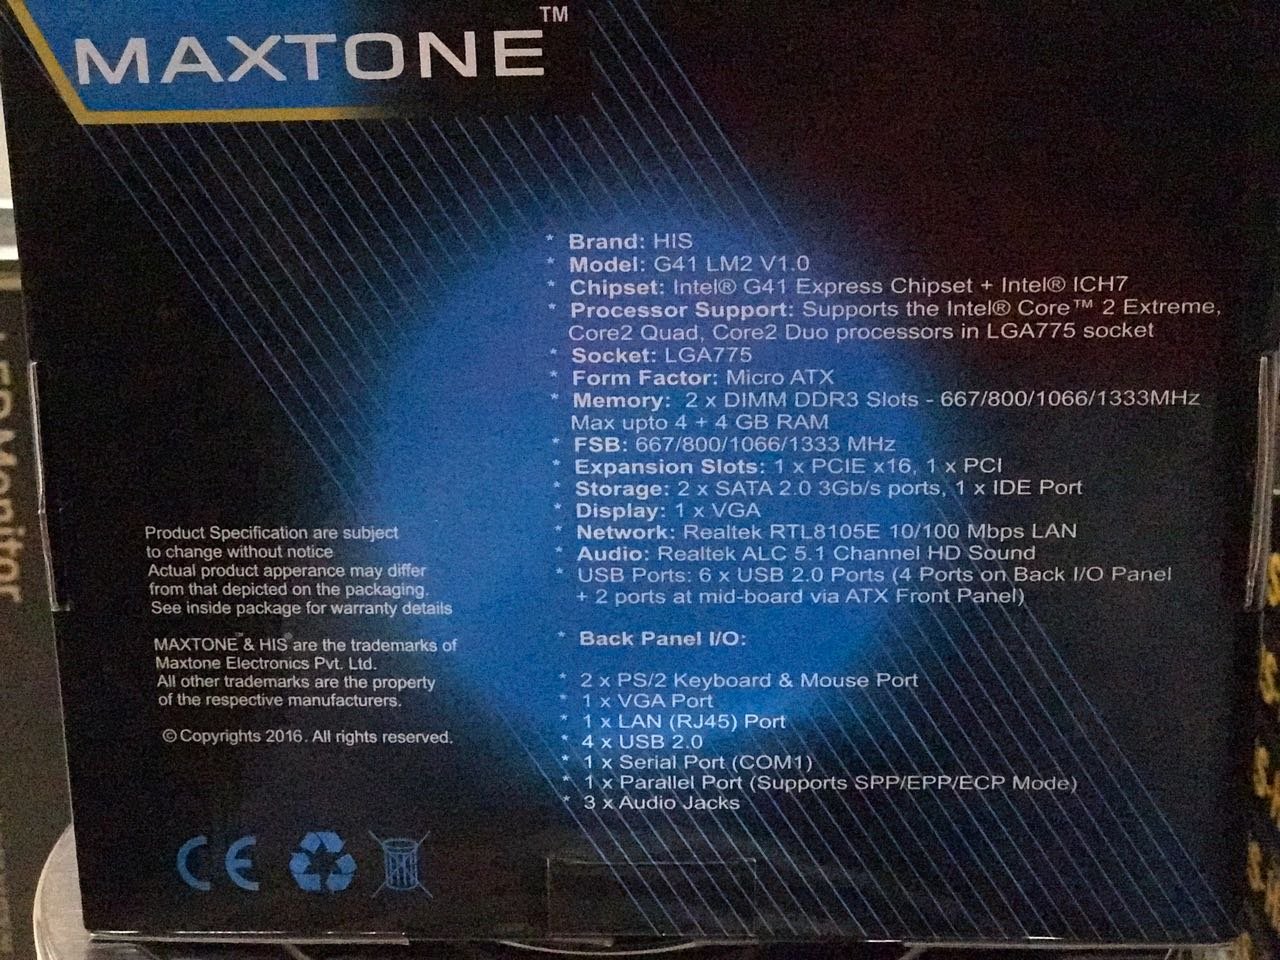 MAXTONE™
* Brand: HIS
* Model: G41 LM2 V1.0
* Chipset: Intel® G41 Express Chipset + Intel® ICH7
* Processor Support: Supports the Intel® Core™ 2 Extreme,
Core2 Quad, Core2 Duo processors in LGA775 socket
* Socket: LGA775
* Form Factor: Micro ATX
* Memory: 2 x DIMM DDR3 Slots - 667/800/1066/1333MHz
Max upto 4 + 4 GB RAM
* FSB: 667/800/1066/1333 MHz
* Expansion Slots: 1 x PCIE x16, 1 x PCI
* Storage: 2 x SATA 2.0 3Gb/s ports, 1 x IDE Port
* Display: 1 x VGA
* Network: Realtek RTL8105E 10/100 Mbps LAN
* Audio: Realtek ALC 5.1 Channel HD Sound
* USB Ports: 6 x USB 2.0 Ports (4 Ports on Back I/O Panel
+ 2 ports at mid-board via ATX Front Panel)
* Back Panel I/O:
* 2 x PS/2 Keyboard & Mouse Port
* 1 x VGA Port
* 1 x LAN (RJ45) Port
* 4 x USB 2.0
* 1 x Serial Port (COM1)
* 1 x Parallel Port (Supports SPP/EPP/ECP Mode)
* 3 x Audio Jacks
Product Specification are subject
to change without notice
Actual product apperance may differ
from that depicted on the packaging.
See inside package for warranty details
MAXTONE™ & HIS® are the trademarks of
Maxtone Electronics Pvt. Ltd.
All other trademarks are the property
of the respective manufacturers.
© Copyrights 2016. All rights reserved.
CE
Monitor